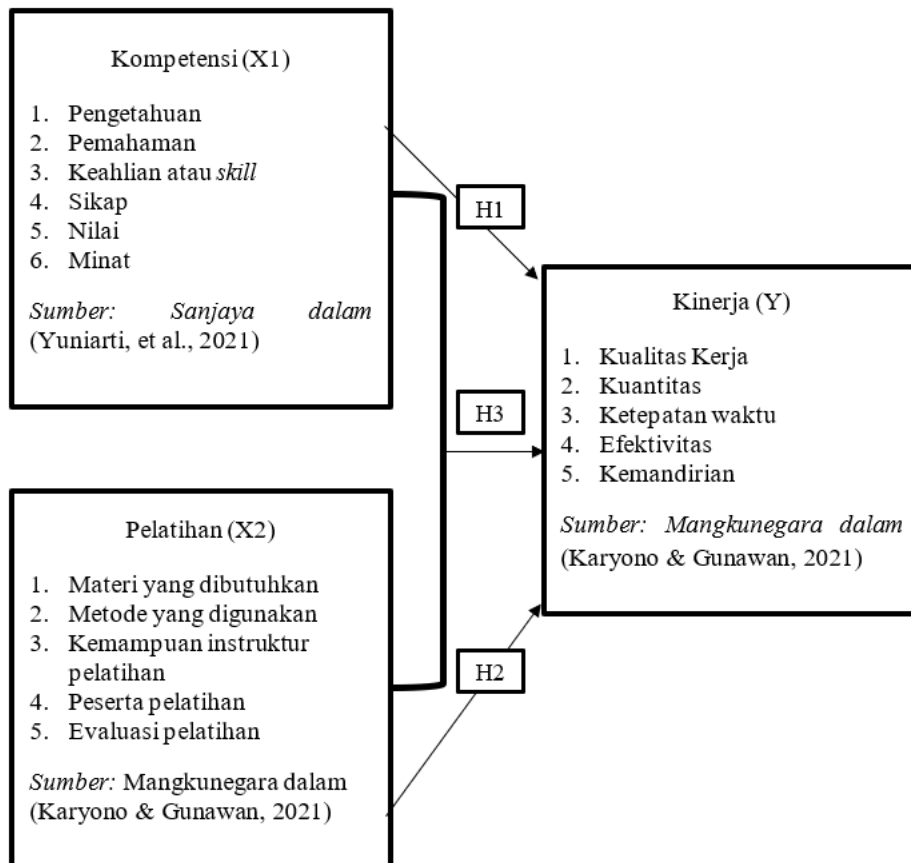 Kompetensi (X1)
1. Pengetahuan
2. Pemahaman
3. Keahlian atau skill
4. Sikap
5. Nilai
6. Minat
Sumber: Sanjaya dalam
(Yuniarti, et al., 2021)
H1
H3
H2
Pelatihan (X2)
1. Materi yang dibutuhkan
2. Metode yang digunakan
3. Kemampuan instruktur
pelatihan
4. Peserta pelatihan
5. Evaluasi pelatihan
Sumber: Mangkunegara dalam
(Karyono & Gunawan, 2021)
Kinerja (Y)
1. Kualitas Kerja
2. Kuantitas
3. Ketepatan waktu
4. Efektivitas
5. Kemandirian
Sumber: Mangkunegara dalam
(Karyono & Gunawan, 2021)